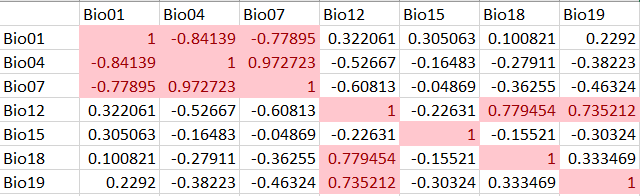 Bio01 Bio04 Bio07 Bio12 Bio15 Bio18 Bio19
Bio01 1 -0.84139 -0.77895 0.322061 0.305063 0.100821 0.2292
Bio04 -0.84139 1 0.972723 -0.52667 -0.16483 -0.27911 -0.38223
Bio07 -0.77895 0.972723 1 -0.60813 -0.04869 -0.36255 -0.46324
Bio12 0.322061 -0.52667 -0.60813 1 -0.22631 0.779454 0.735212
Bio15 0.305063 -0.16483 -0.04869 -0.22631 1 -0.15521 -0.30324
Bio18 0.100821 -0.27911 -0.36255 0.779454 -0.15521 1 0.333469
Bio19 0.2292 -0.38223 -0.46324 0.735212 -0.30324 0.333469 1